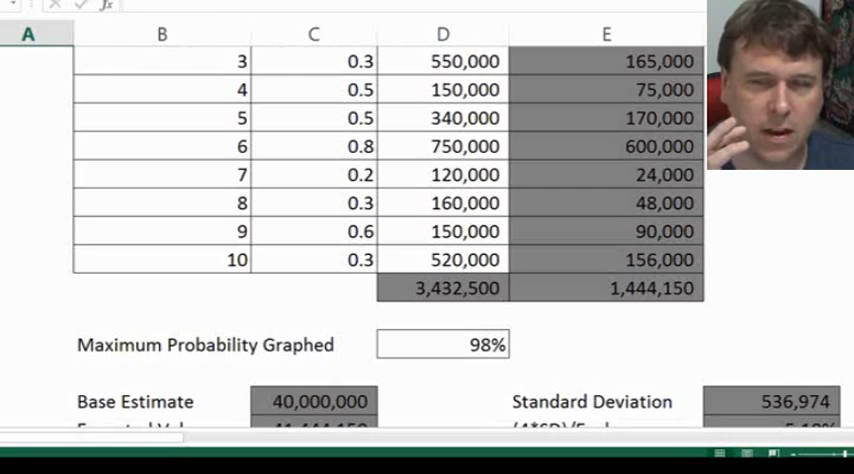 fx
A B C D E
3 0.3 550,000 165,000
4 0.5 150,000 75,000
5 0.5 340,000 170,000
6 0.8 750,000 600,000
7 0.2 120,000 24,000
8 0.3 160,000 48,000
9 0.6 150,000 90,000
10 0.3 520,000 156,000
3,432,500 1,444,150
Maximum Probability Graphed 98%
Base Estimate 40,000,000 Standard Deviation 536,974